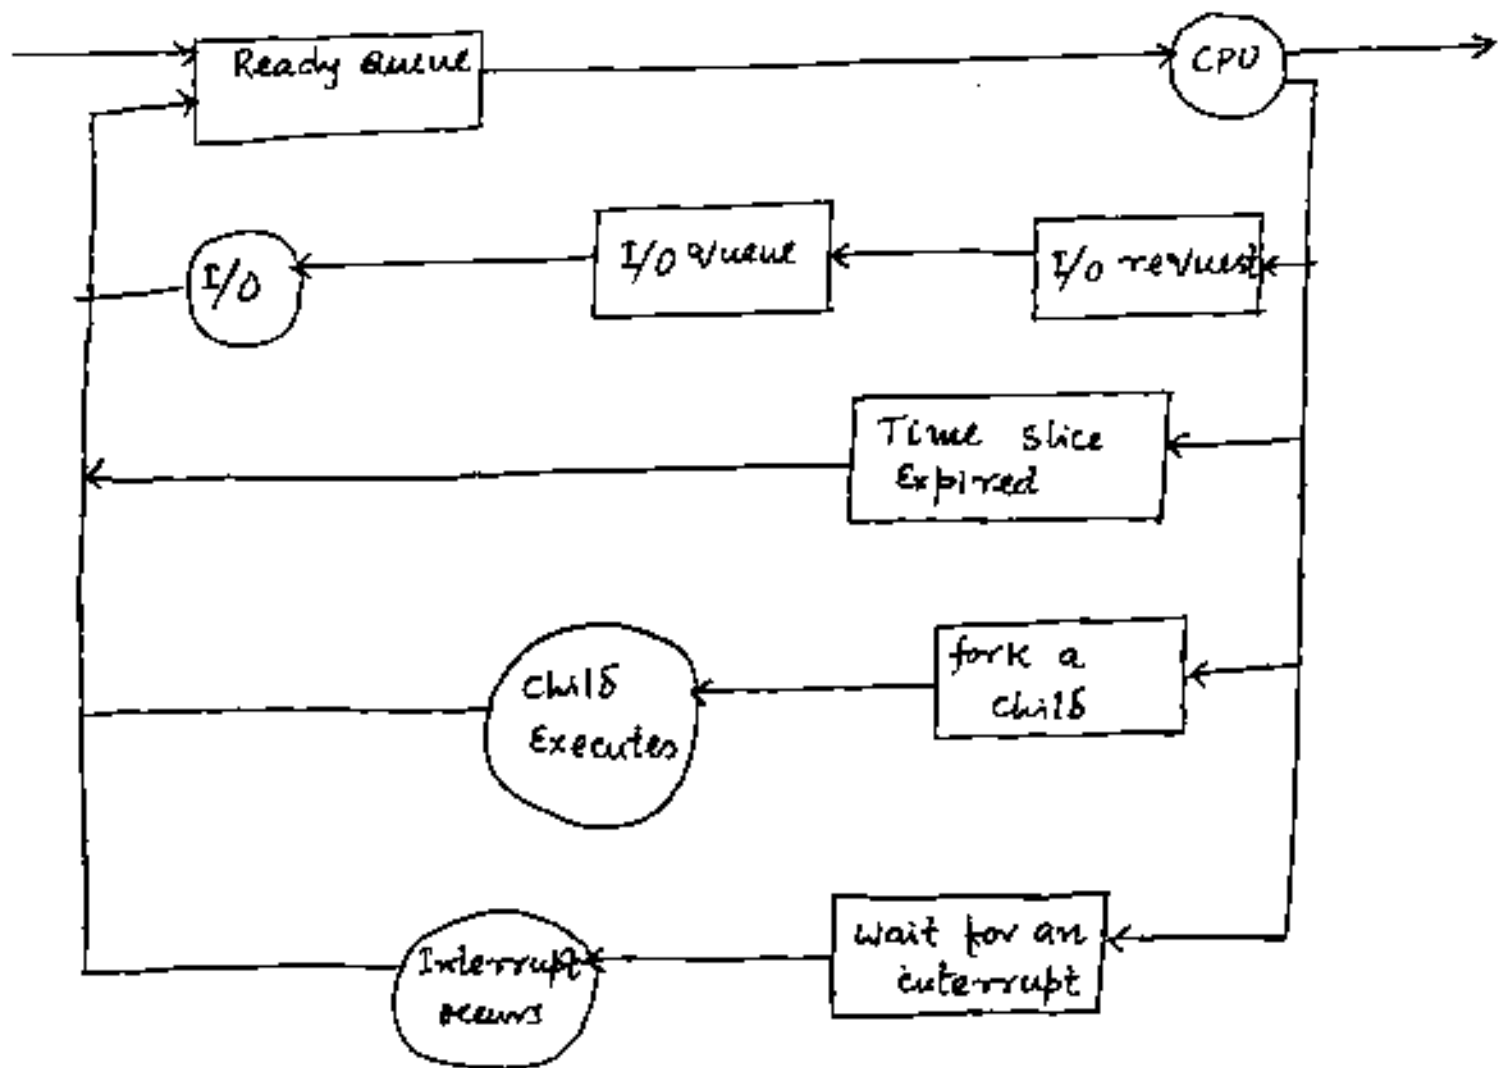 Ready Queue
CPU
I/O
I/O queue
I/O request
Time slice
Expired
Child
Executes
fork a
child
Interrupt
occurs
wait for an
interrupt